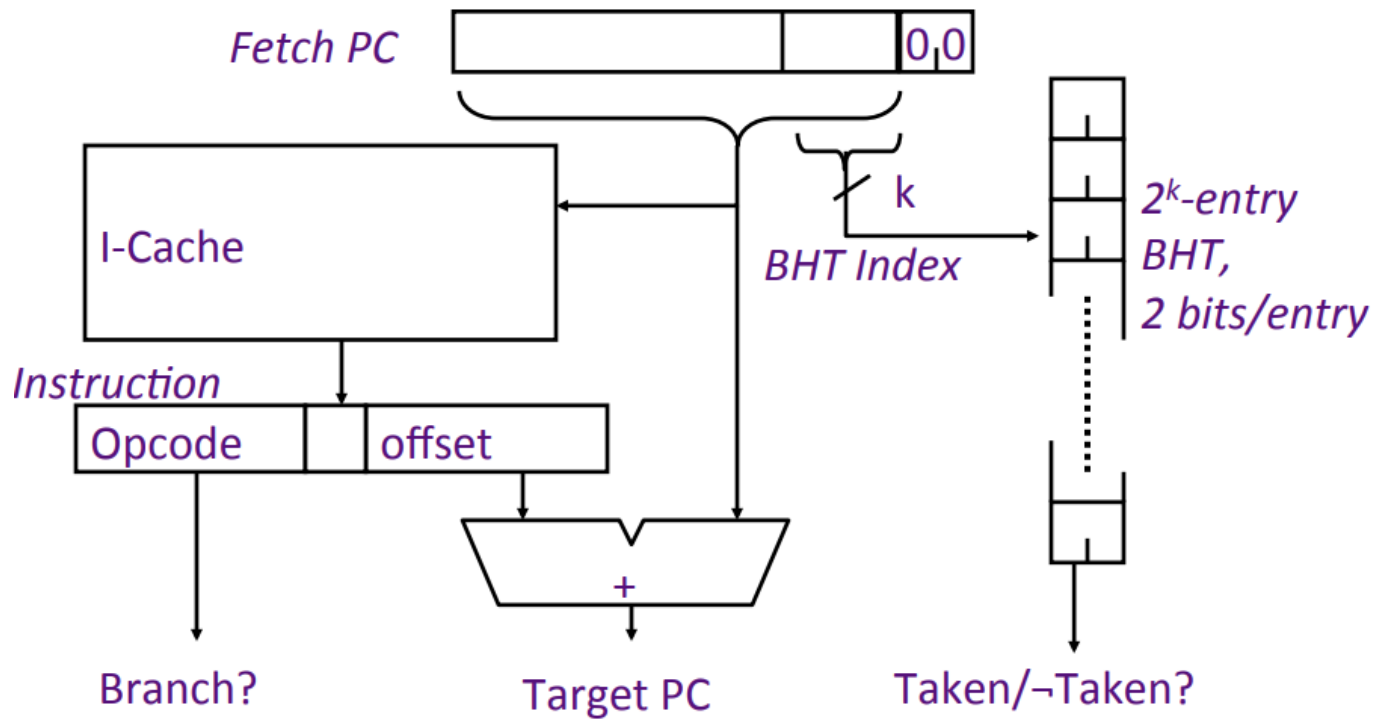 Fetch PC
0 0
k
I-Cache
BHT Index
2ᵏ-entry
BHT,
2 bits/entry
Instruction
Opcode
offset
+
Branch?
Target PC
Taken/¬Taken?